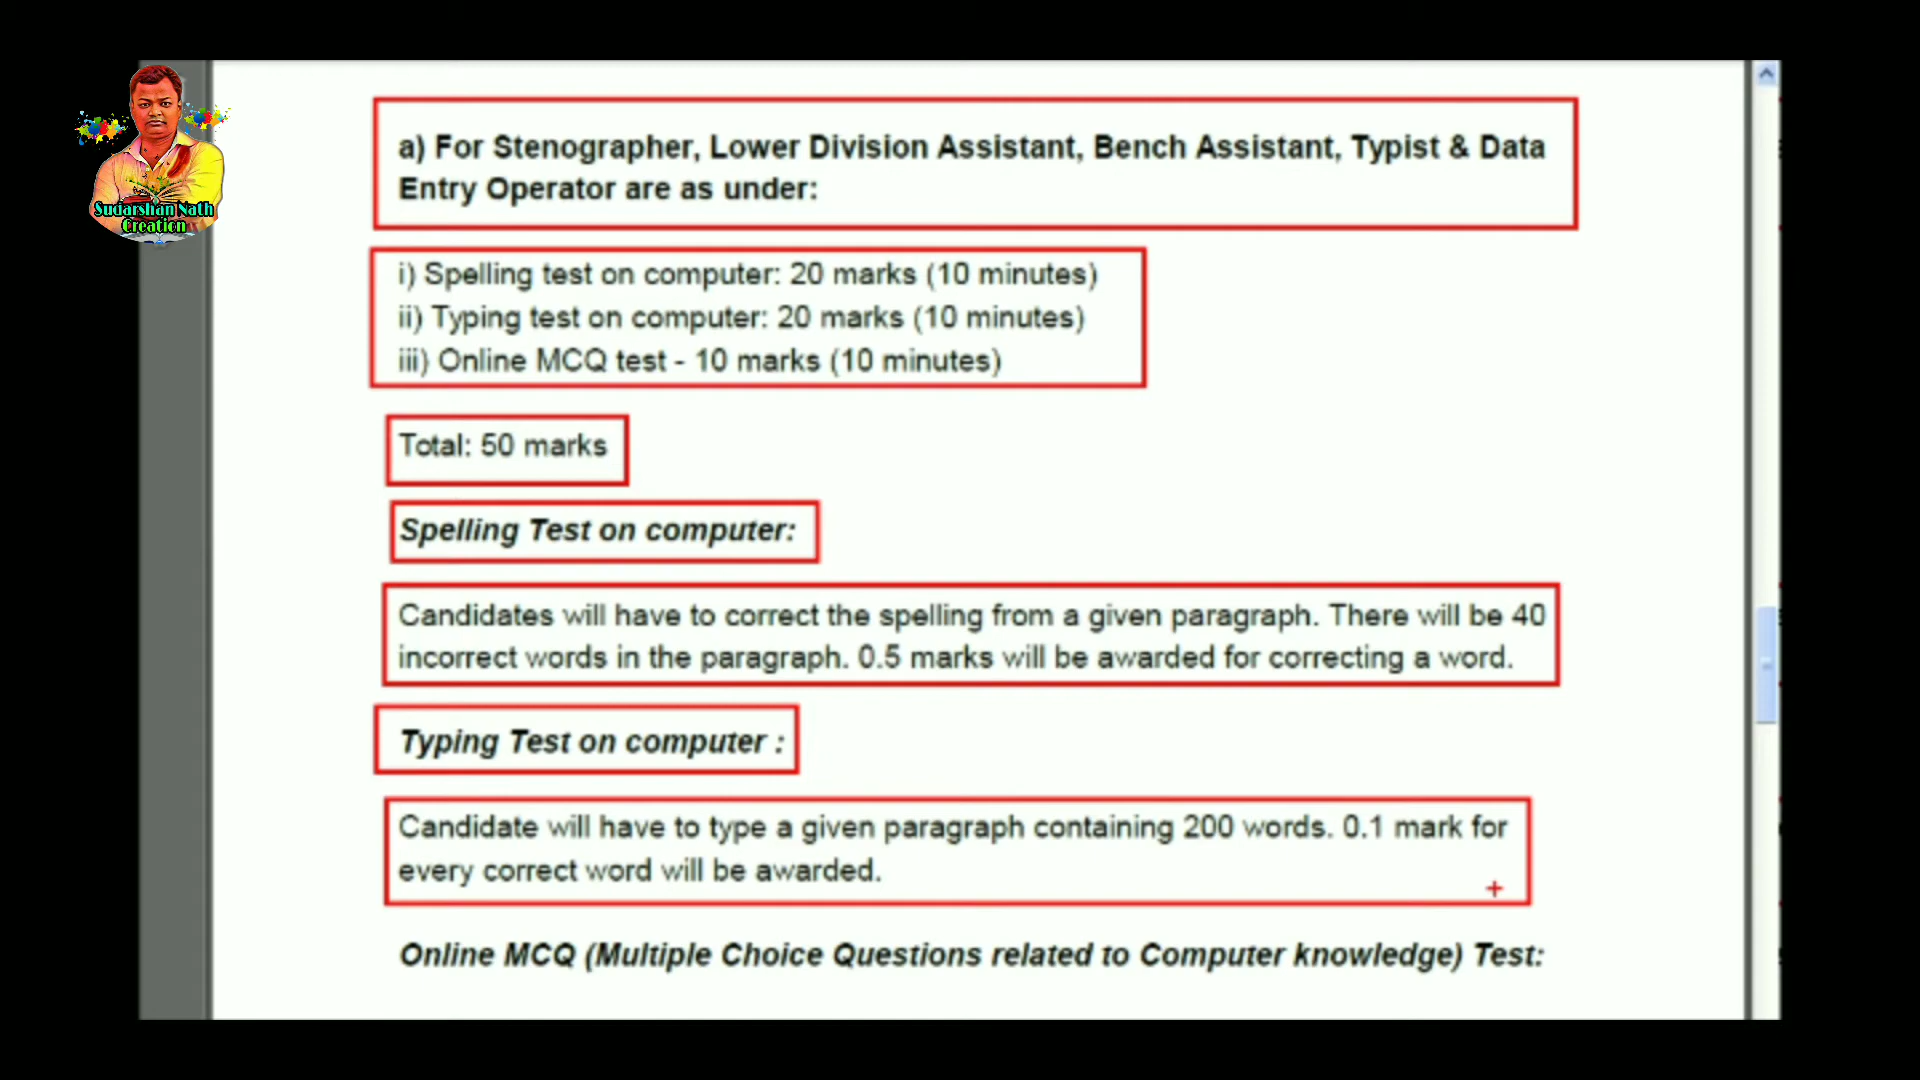 Sudarshan Nath
Creation
a) For Stenographer, Lower Division Assistant, Bench Assistant, Typist & Data
Entry Operator are as under:
i) Spelling test on computer: 20 marks (10 minutes)
ii) Typing test on computer: 20 marks (10 minutes)
iii) Online MCQ test - 10 marks (10 minutes)
Total: 50 marks
Spelling Test on computer:
Candidates will have to correct the spelling from a given paragraph. There will be 40
incorrect words in the paragraph. 0.5 marks will be awarded for correcting a word.
Typing Test on computer :
Candidate will have to type a given paragraph containing 200 words. 0.1 mark for
every correct word will be awarded.
Online MCQ (Multiple Choice Questions related to Computer knowledge) Test: